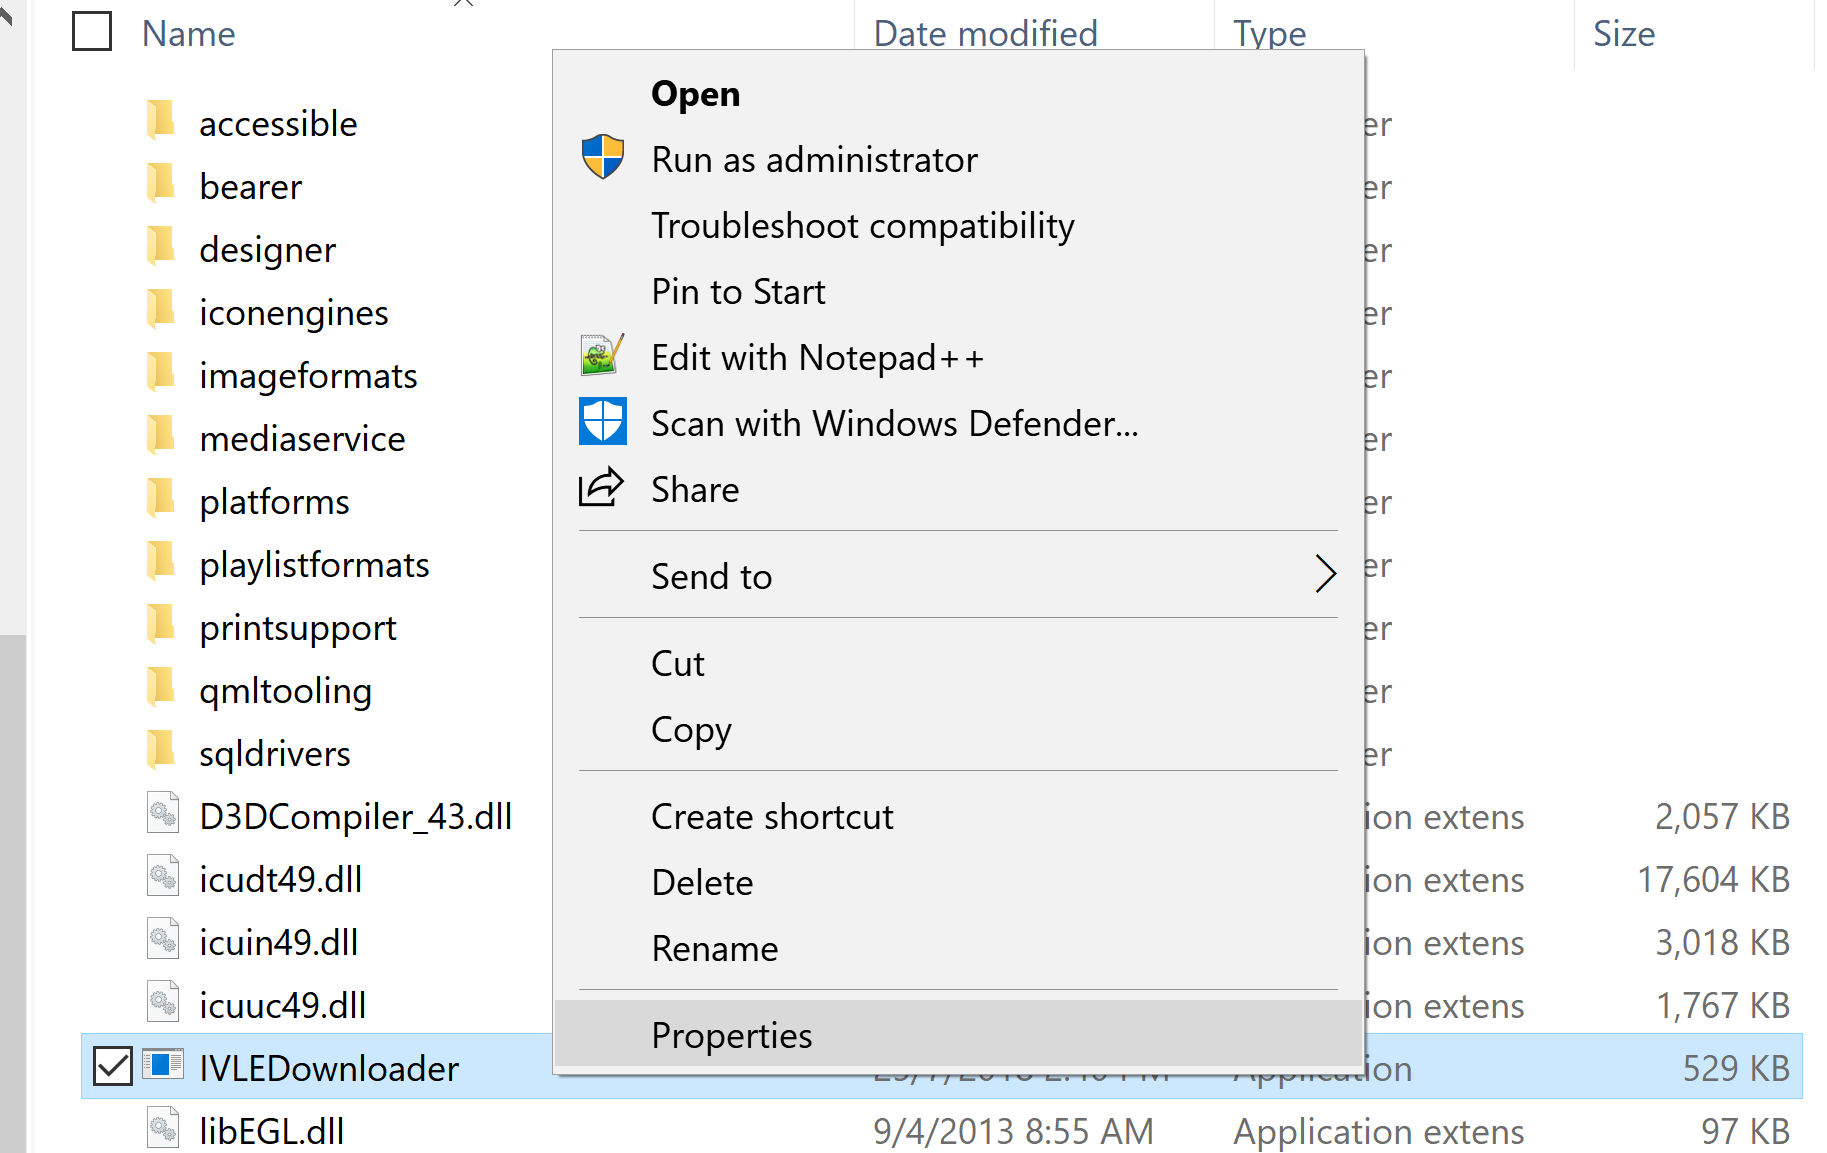 Name Date modified Type Size
Open
accessible er
Run as administrator
bearer er
Troubleshoot compatibility
designer er
Pin to Start
iconengines er
Edit with Notepad++
imageformats er
Scan with Windows Defender...
mediaservice er
Share
platforms er
Send to
playlistformats er
printsupport er
Cut
qmltooling er
Copy
sqldrivers er
D3DCompiler_43.dll Create shortcut ion extens 2,057 KB
icudt49.dll Delete ion extens 17,604 KB
icuin49.dll Rename ion extens 3,018 KB
icuuc49.dll ion extens 1,767 KB
Properties
IVLEDownloader Application 529 KB
libEGL.dll 9/4/2013 8:55 AM Application extens 97 KB